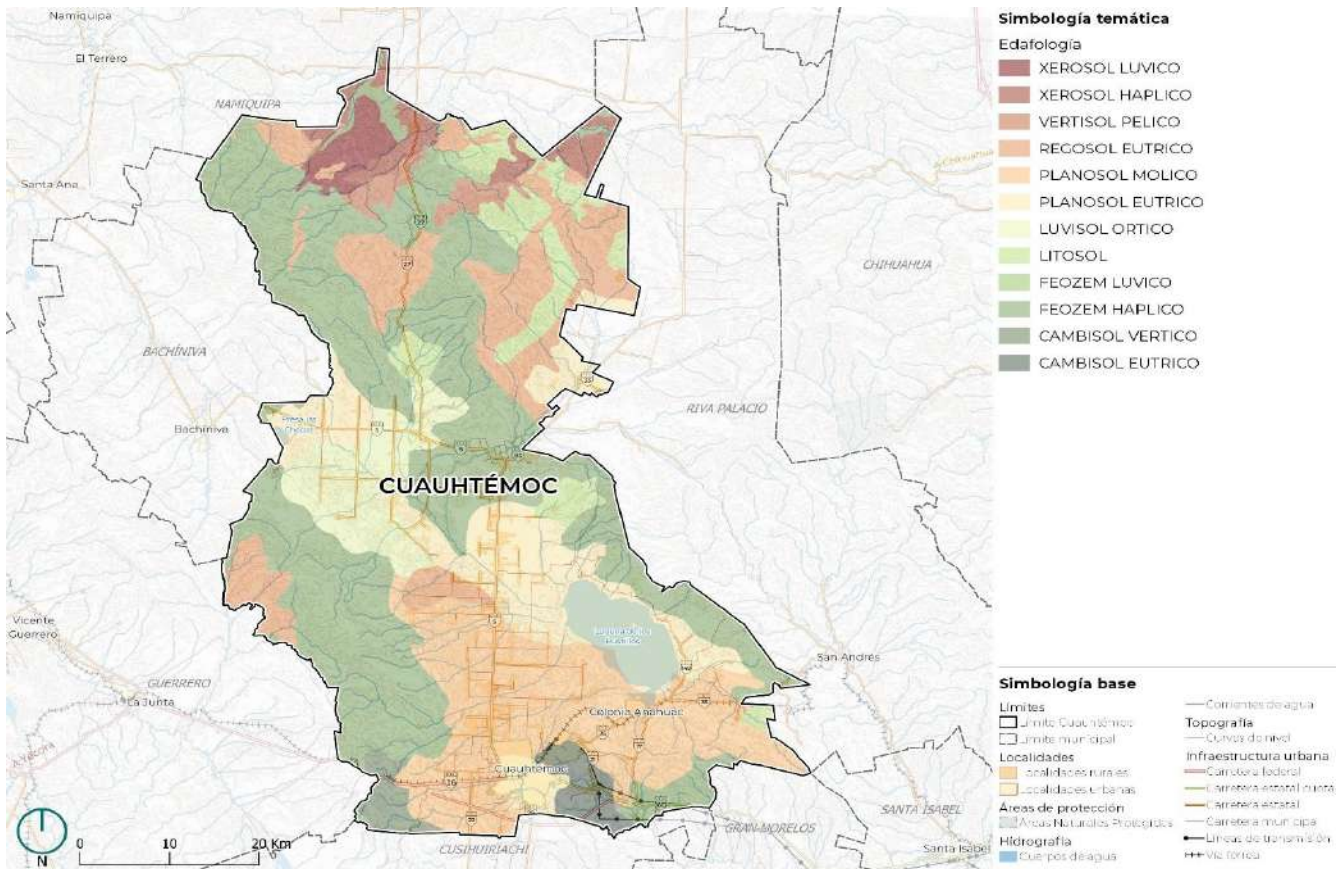 Namiquipa
El Terrero
NAMIQUIPA
Santa Ana
A Chihuahua
CHIHUAHUA
BACHÍNIVA
Bachíniva
RIVA PALACIO
CUAUHTÉMOC
Vicente
Guerrero
GUERRERO
La Junta
A Yécora
San Andrés
Colonia Anáhuac
Cuauhtémoc
SANTA ISABEL
GRAN MORELOS
Santa Isabel
CUSIHUIRIACHI
N
0 10 20 Km
Simbología temática
Edafología
XEROSOL LUVICO
XEROSOL HAPLICO
VERTISOL PELICO
REGOSOL EUTRICO
PLANOSOL MOLICO
PLANOSOL EUTRICO
LUVISOL ORTICO
LITOSOL
FEOZEM LUVICO
FEOZEM HAPLICO
CAMBISOL VERTICO
CAMBISOL EUTRICO
Simbología base
Límites
Límite Cuauhtémoc
Límite municipal
Localidades
Localidades rurales
Localidades urbanas
Áreas de protección
Áreas Naturales Protegidas
Hidrografía
Cuerpos de agua
Corrientes de agua
Topografía
Curvas de nivel
Infraestructura urbana
Carretera federal
Carretera estatal cuota
Carretera estatal
Carretera municipal
Líneas de transmisión
Vía férrea